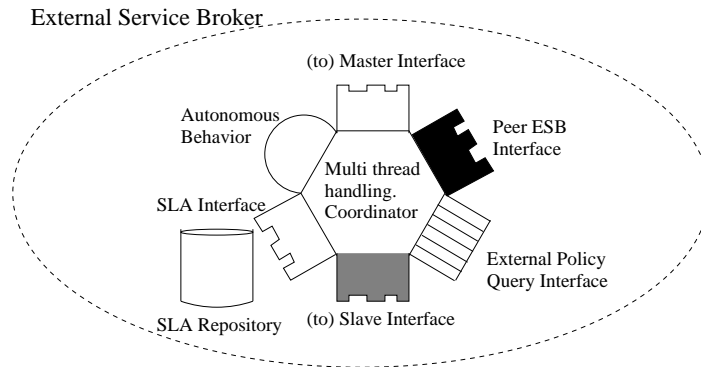 External Service Broker
(to) Master Interface
Autonomous
Behavior
Peer ESB
Interface
Multi thread
handling.
Coordinator
SLA Interface
External Policy
Query Interface
SLA Repository
(to) Slave Interface